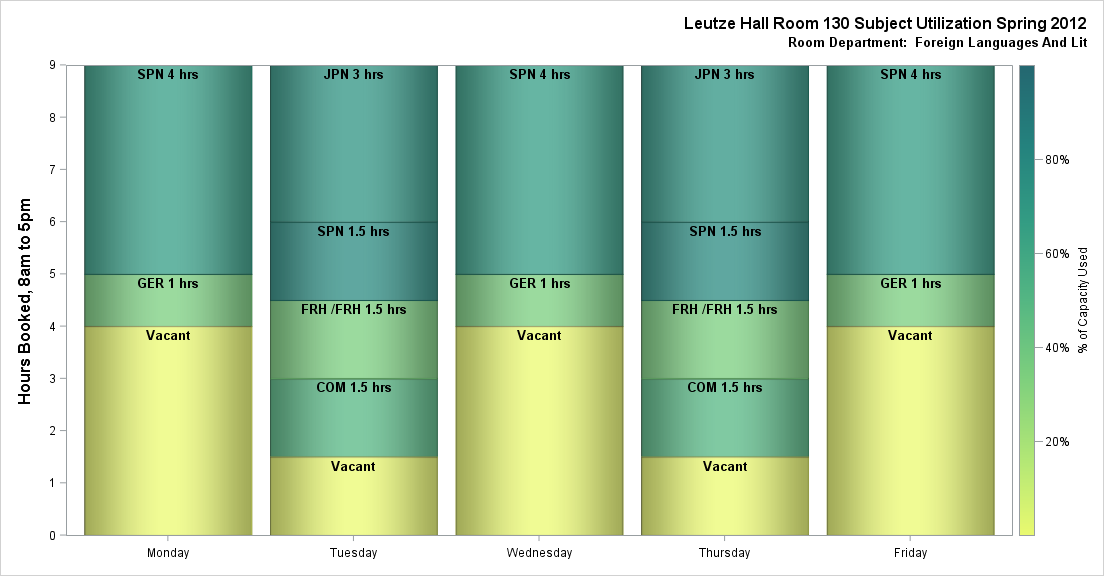 Leutze Hall Room 130 Subject Utilization Spring 2012
Room Department:  Foreign Languages And Lit
Hours Booked, 8am to 5pm
9
8
7
6
5
4
3
2
1
0
SPN 4 hrs
GER 1 hrs
Vacant
Monday
JPN 3 hrs
SPN 1.5 hrs
FRH /FRH 1.5 hrs
COM 1.5 hrs
Vacant
Tuesday
SPN 4 hrs
GER 1 hrs
Vacant
Wednesday
JPN 3 hrs
SPN 1.5 hrs
FRH /FRH 1.5 hrs
COM 1.5 hrs
Vacant
Thursday
SPN 4 hrs
GER 1 hrs
Vacant
Friday
80%
60%
40%
20%
% of Capacity Used